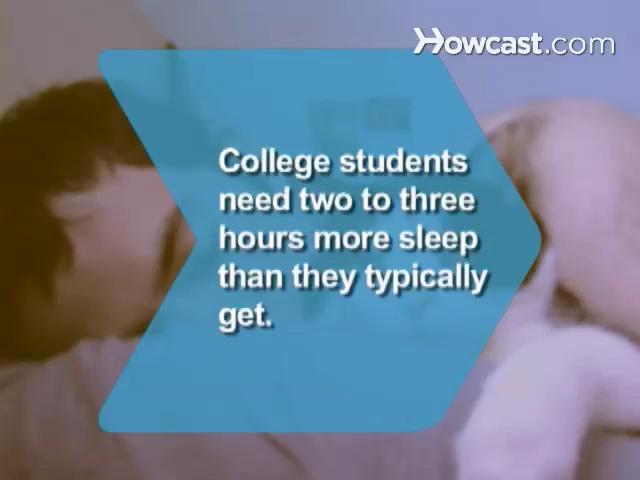 Howcast.com
College students
need two to three
hours more sleep
than they typically
get.